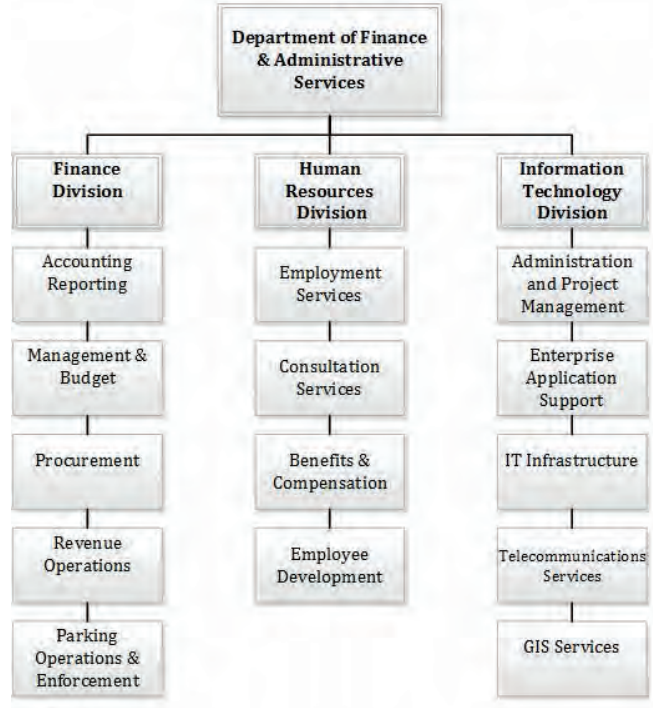 Department of Finance
& Administrative
Services
Finance
Division
Accounting
Reporting
Management &
Budget
Procurement
Revenue
Operations
Parking
Operations &
Enforcement
Human
Resources
Division
Employment
Services
Consultation
Services
Benefits &
Compensation
Employee
Development
Information
Technology
Division
Administration
and Project
Management
Enterprise
Application
Support
IT Infrastructure
Telecommunications
Services
GIS Services